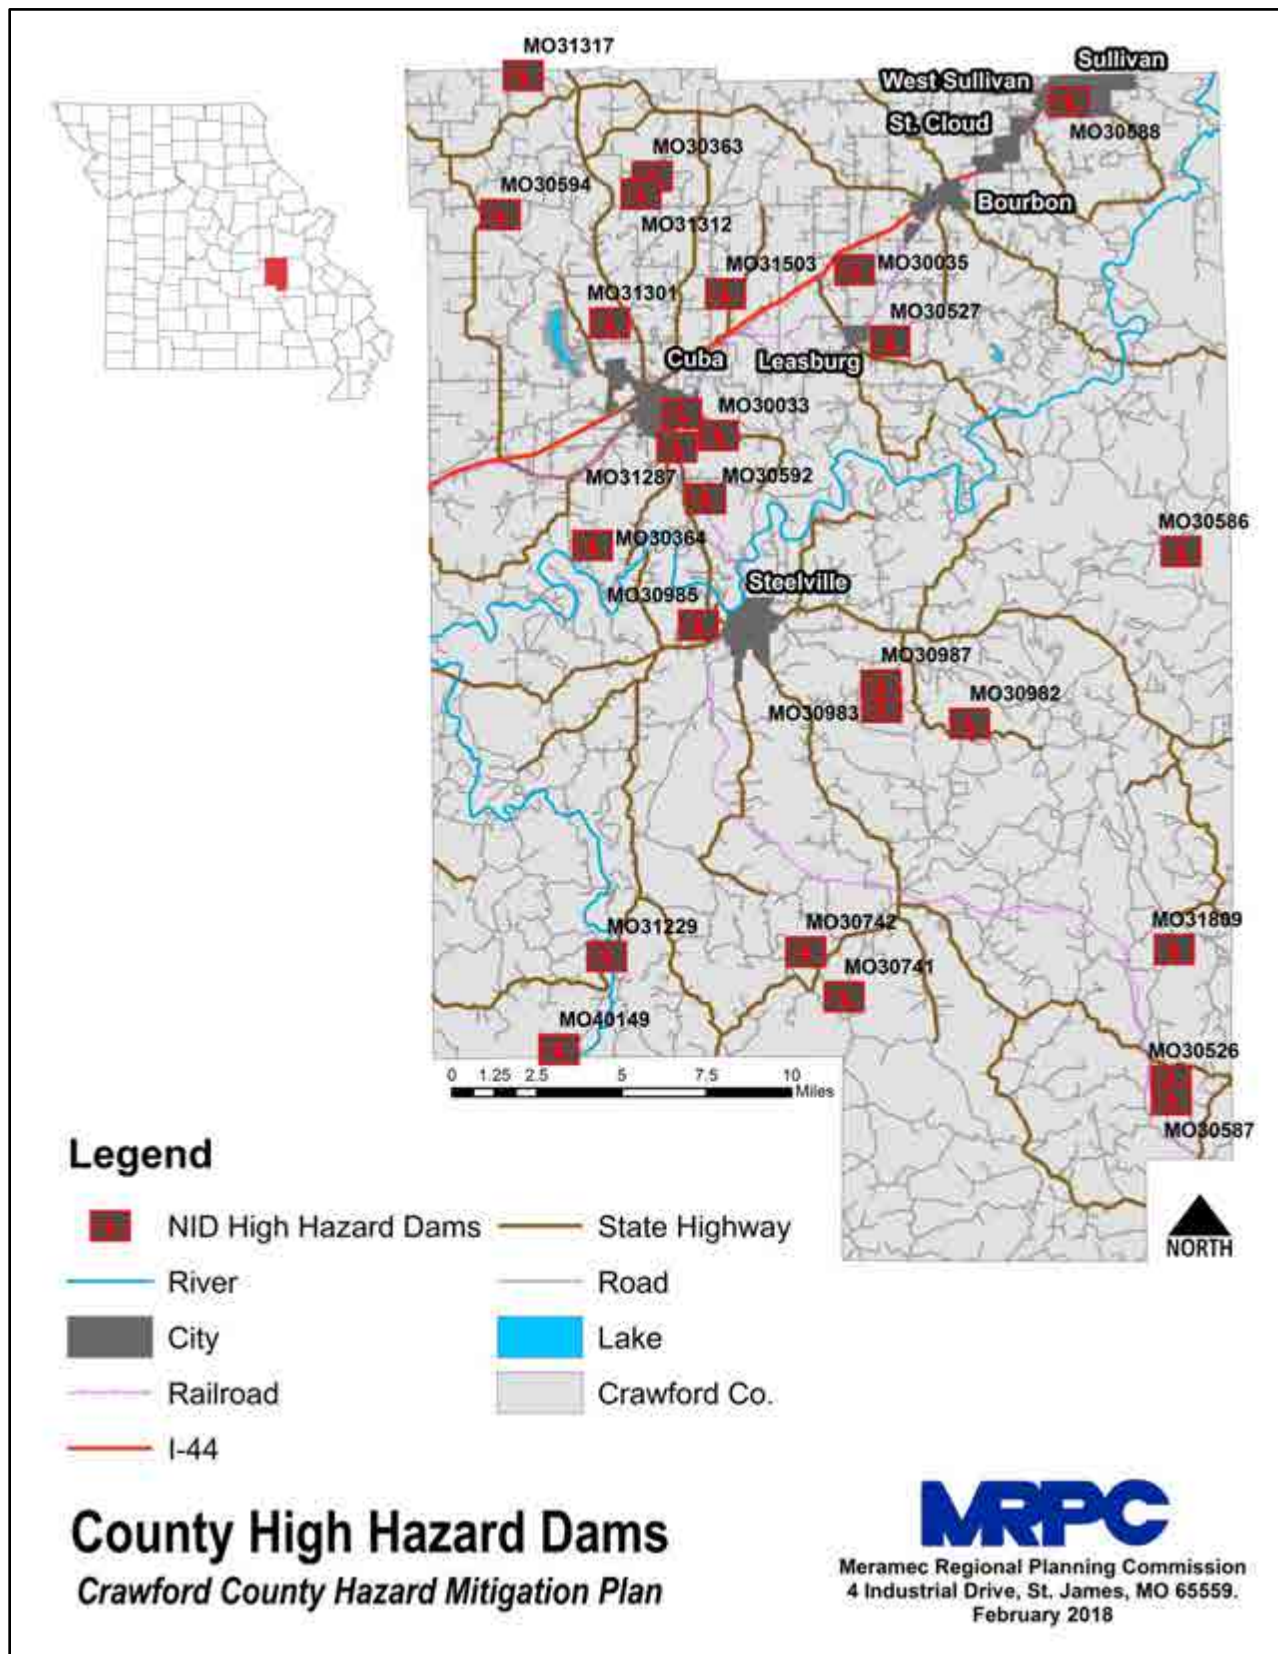 MO31317
Sullivan
West Sullivan
St. Cloud
MO30588
MO30363
MO30594
MO31312
Bourbon
MO31503
MO30035
MO31301
MO30527
Cuba
Leasburg
MO30033
MO31287
MO30592
MO30586
MO30364
Steelville
MO30985
MO30987
MO30982
MO30983
MO31229
MO30742
MO31809
MO30741
MO40149
MO30526
MO30587
0 1.25 2.5 5 7.5 10
Miles
NORTH
Legend
NID High Hazard Dams
State Highway
River
Road
City
Lake
Railroad
Crawford Co.
I-44
County High Hazard Dams
Crawford County Hazard Mitigation Plan
MRPC
Meramec Regional Planning Commission
4 Industrial Drive, St. James, MO 65559.
February 2018